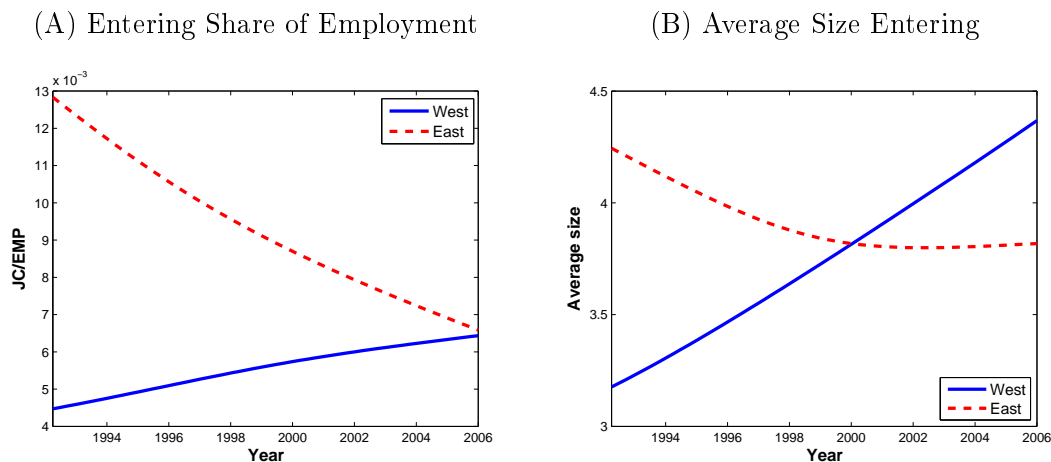 (A) Entering Share of Employment
x 10⁻³
13
12
11
10
9
8
7
6
5
4
JC/EMP
West
East
1994 1996 1998 2000 2002 2004 2006
Year
(B) Average Size Entering
4.5
4
3.5
3
Average size
West
East
1994 1996 1998 2000 2002 2004 2006
Year